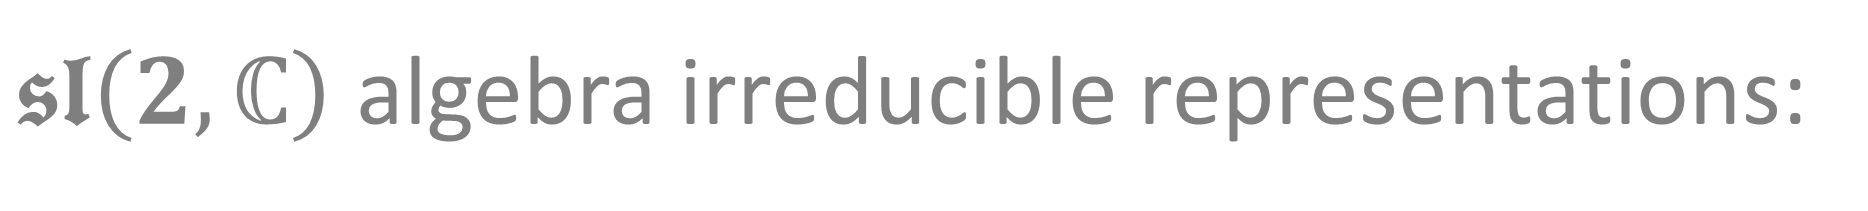 𝖘𝖑(𝟐, ℂ) algebra irreducible representations: